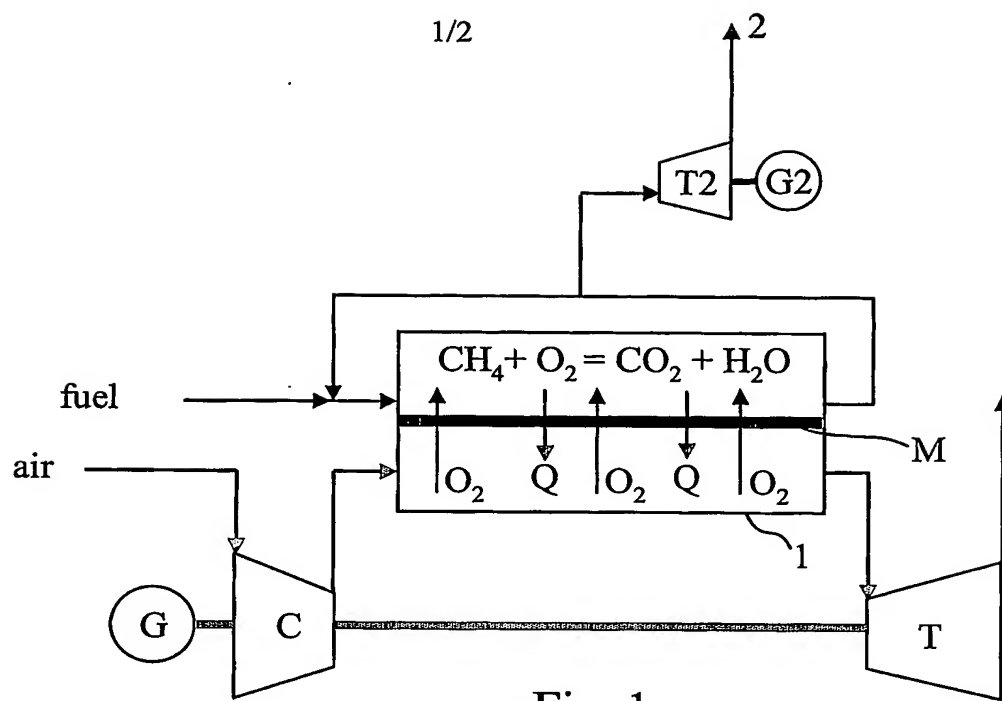 1/2
2
T2 G2
CH₄+ O₂ = CO₂ + H₂O
fuel
M
air
O₂ Q O₂ Q O₂
1
G C T